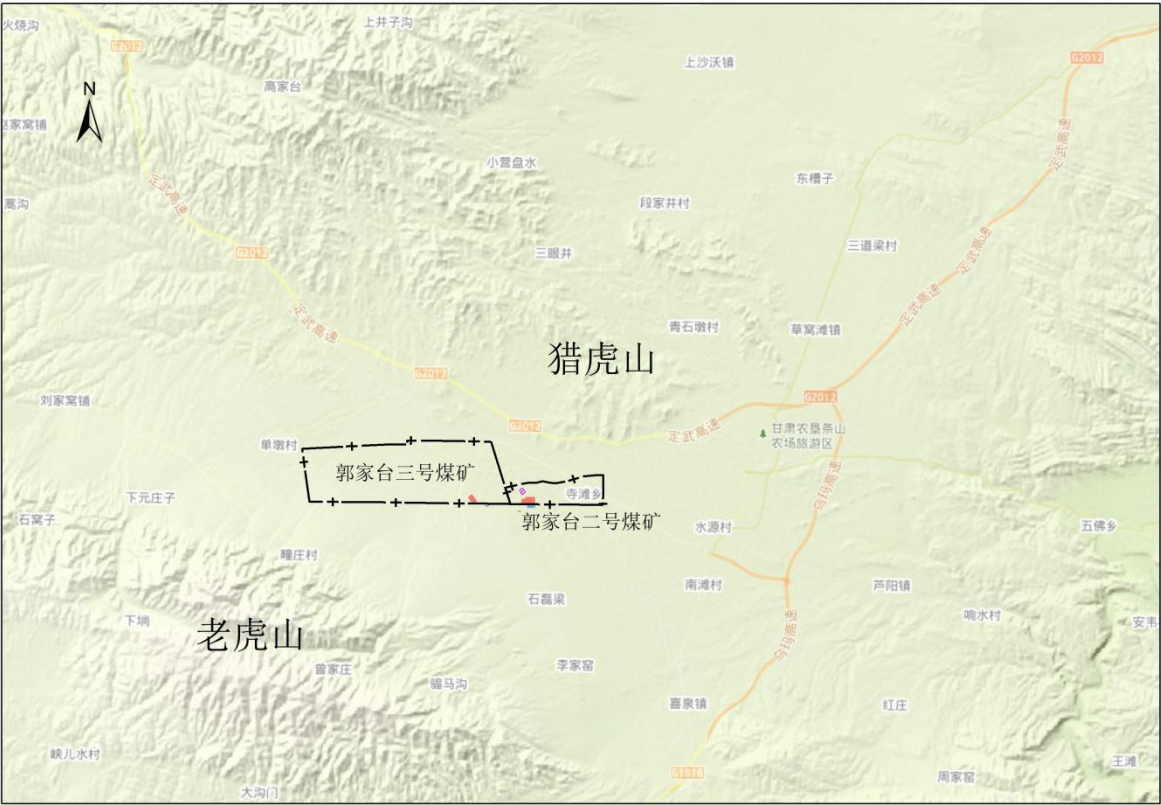 火烧沟
上井子沟
G2012
G2012
上沙沃镇
高家台
N
赵家窝铺
定武高速
小营盘水
东槽子
定武高速
段家井村
蒿沟
三道梁村
定武高速
G2012
三眼井
定武高速
定武高速
青石墩村
草窝滩镇
猎虎山
G2012
G2012
刘家窝铺
G2012
定武高速
甘肃农垦条山
农场旅游区
单墩村
郭家台三号煤矿
乌玛高速
下元庄子
寺滩乡
石窝子
郭家台二号煤矿
水源村
五佛乡
疃庄村
南滩村
芦阳镇
石磊梁
响水村
下埫
老虎山
乌玛高速
安韦
曾家庄
李家窑
骟马沟
喜泉镇
红庄
峡儿水村
王滩
G1816
周家窑
大沟门